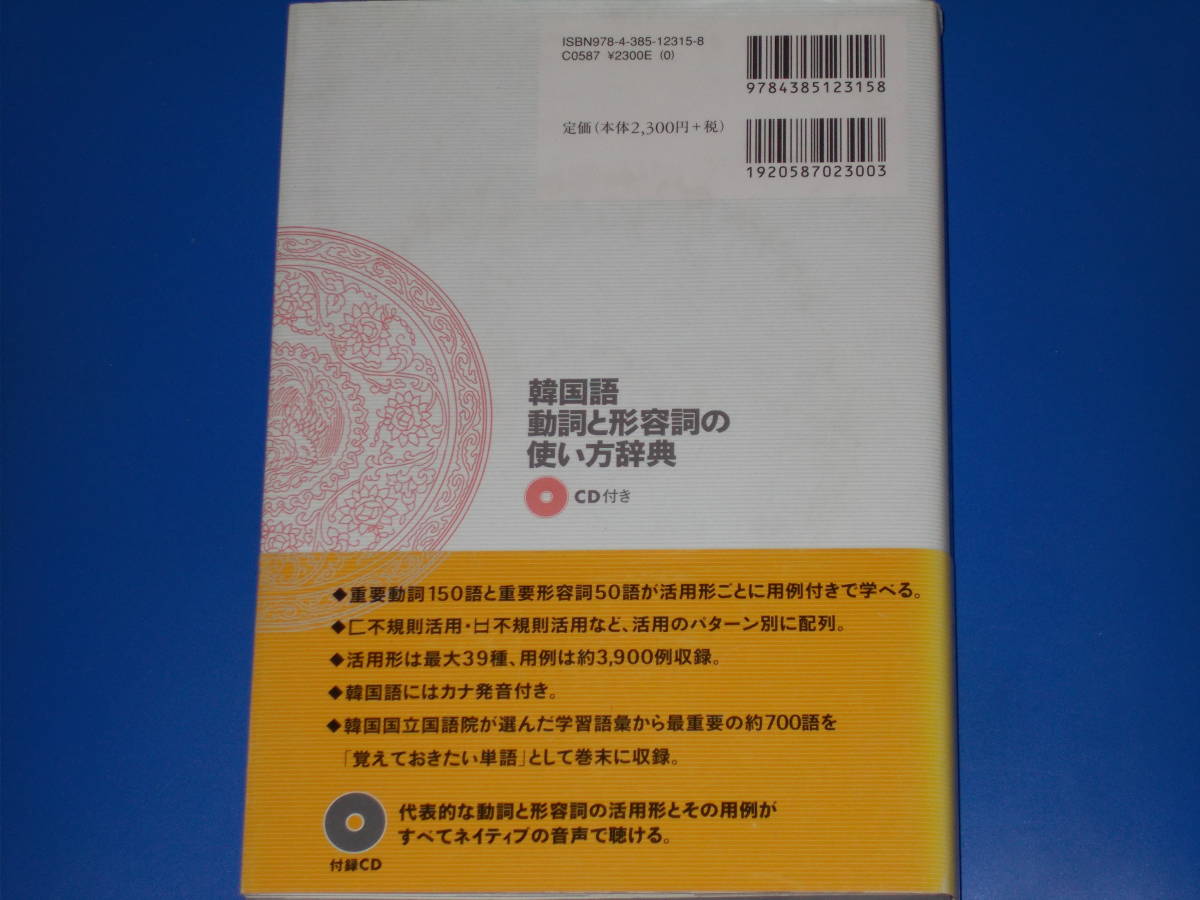 ISBN978-4-385-12315-8
C0587 ¥2300E (0)
9784385123158
定価(本体2,300円+税)
1920587023003
韓国語
動詞と形容詞の
使い方辞典
CD付き
◆重要動詞150語と重要形容詞50語が活用形ごとに用例付きで学べる。
◆ㄷ不規則活用・ㅂ不規則活用など、活用のパターン別に配列。
◆活用形は最大39種、用例は約3,900例収録。
◆韓国語にはカナ発音付き。
◆韓国国立国語院が選んだ学習語彙から最重要の約700語を
「覚えておきたい単語」として巻末に収録。
代表的な動詞と形容詞の活用形とその用例が
すべてネイティブの音声で聴ける。
付録CD